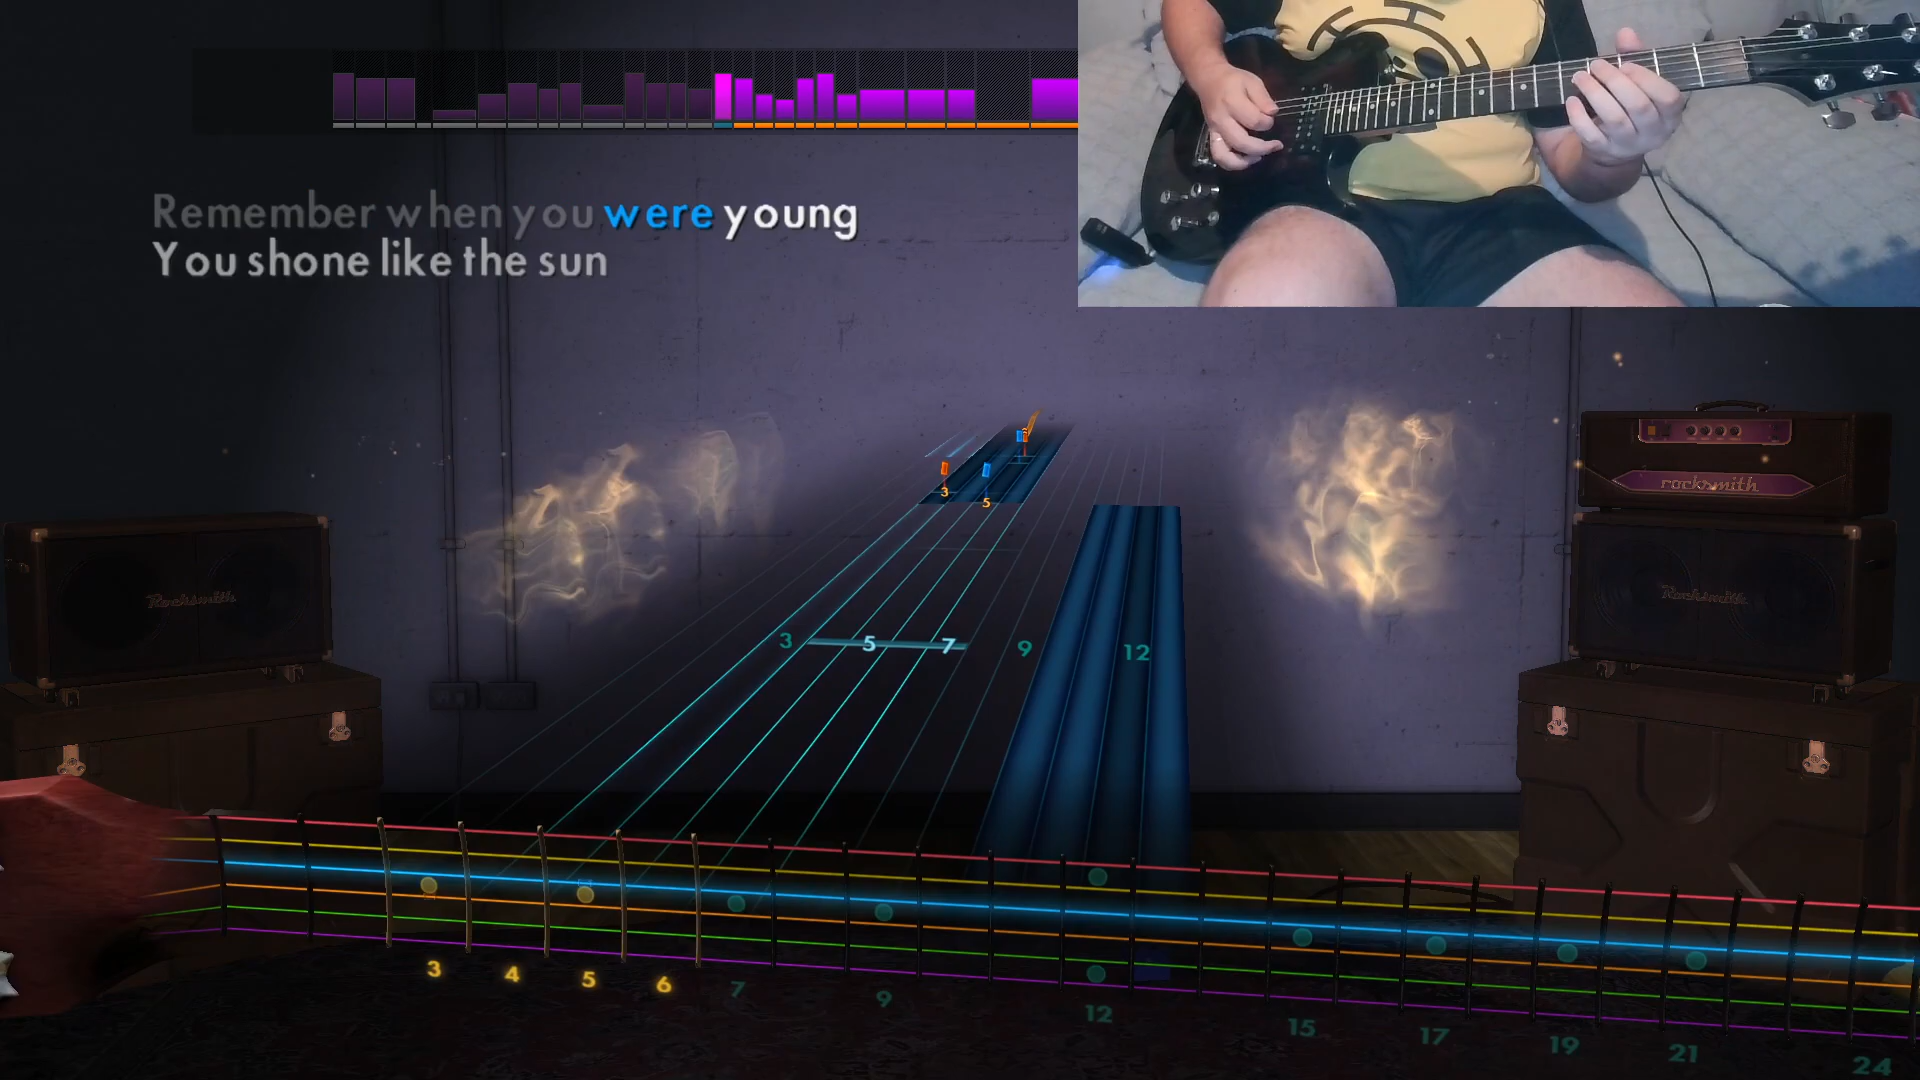 Remember when you were young
You shone like the sun
3
5
rocksmith
Rocksmith
Rocksmith
3 5 7 9 12
3 4 5 6 7 9 12 15 17 19 21 24